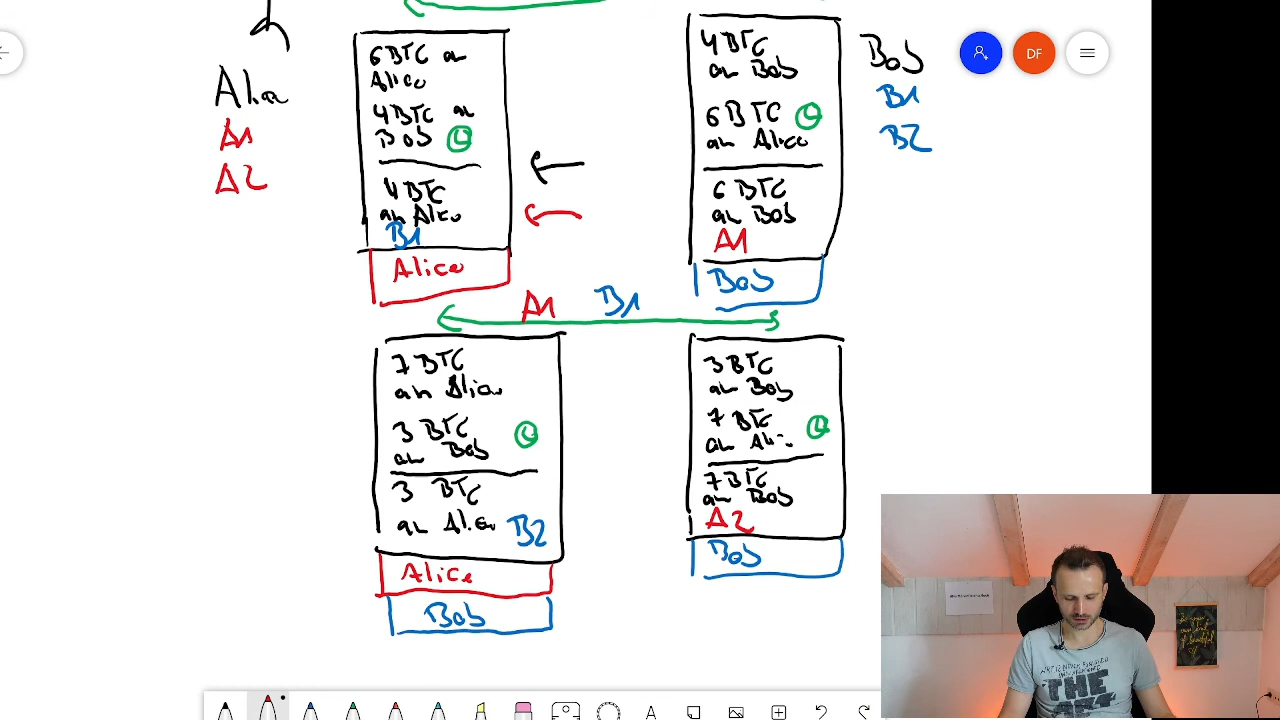 Alice
A1
A2
6 BTC an
Alice
4 BTC an
Bob
4 BTC
an Alice
B1
Alice
4 BTC
an Bob
6 BTC
an Alice
6 BTC
an Bob
A1
Bob
Bob
B1
B2
DF
A1 B1
7 BTC
an Alice
3 BTC
an Bob
3 BTC
an Alice
B2
Alice
Bob
3 BTC
an Bob
7 BTC
an Alice
7 BTC
an Bob
A2
Bob
THE